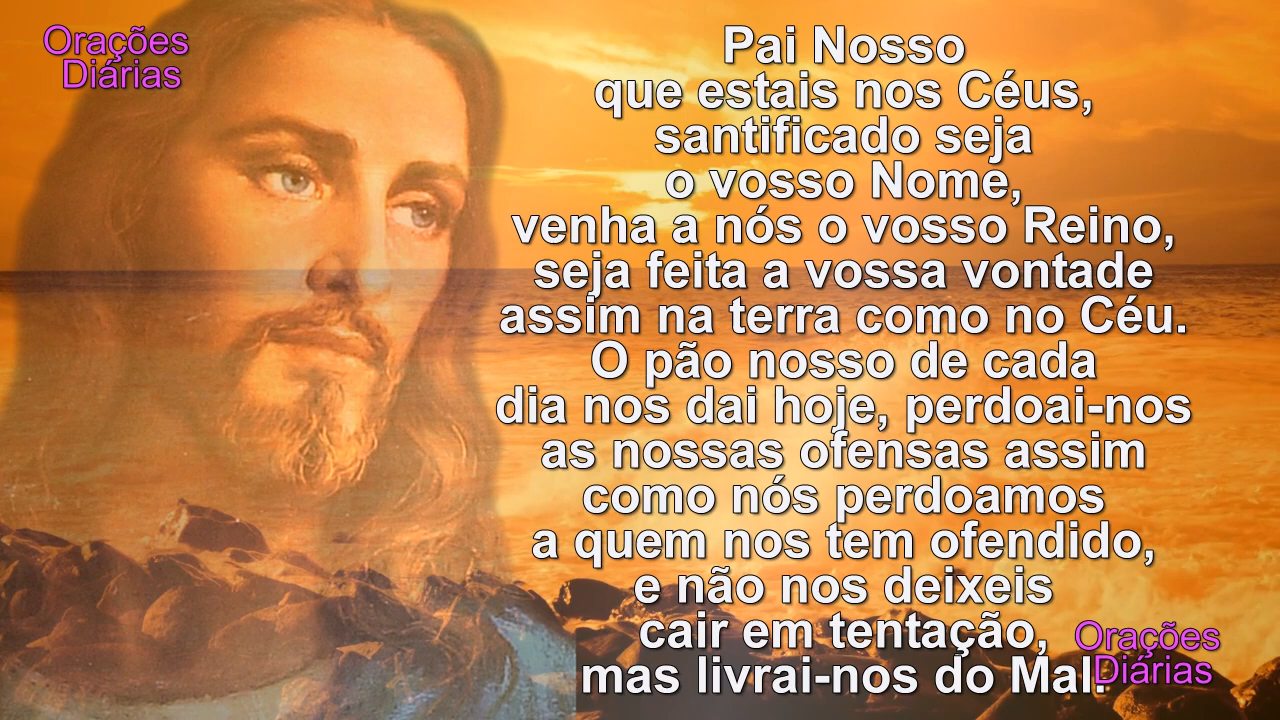 Orações
Diárias
Pai Nosso
que estais nos Céus,
santificado seja
o vosso Nome,
venha a nós o vosso Reino,
seja feita a vossa vontade
assim na terra como no Céu.
O pão nosso de cada
dia nos dai hoje, perdoai-nos
as nossas ofensas assim
como nós perdoamos
a quem nos tem ofendido,
e não nos deixeis
cair em tentação,
mas livrai-nos do Mal.
Orações
Diárias